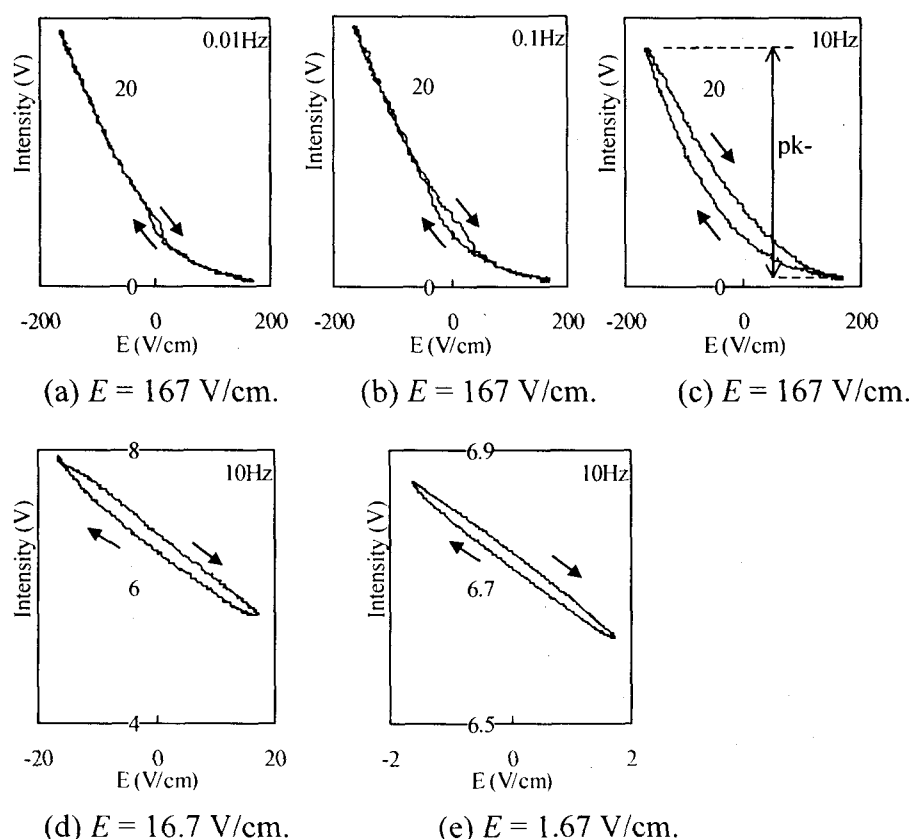 0.01Hz
Intensity (V)
20
0
-200 0 200
E (V/cm)
(a) E = 167 V/cm.
0.1Hz
Intensity (V)
20
0
-200 0 200
E (V/cm)
(b) E = 167 V/cm.
10Hz
Intensity (V)
20
pk-
0
-200 0 200
E (V/cm)
(c) E = 167 V/cm.
8
10Hz
Intensity (V)
6
4
-20 0 20
E (V/cm)
(d) E = 16.7 V/cm.
6.9
10Hz
Intensity (V)
6.7
6.5
-2 0 2
E (V/cm)
(e) E = 1.67 V/cm.